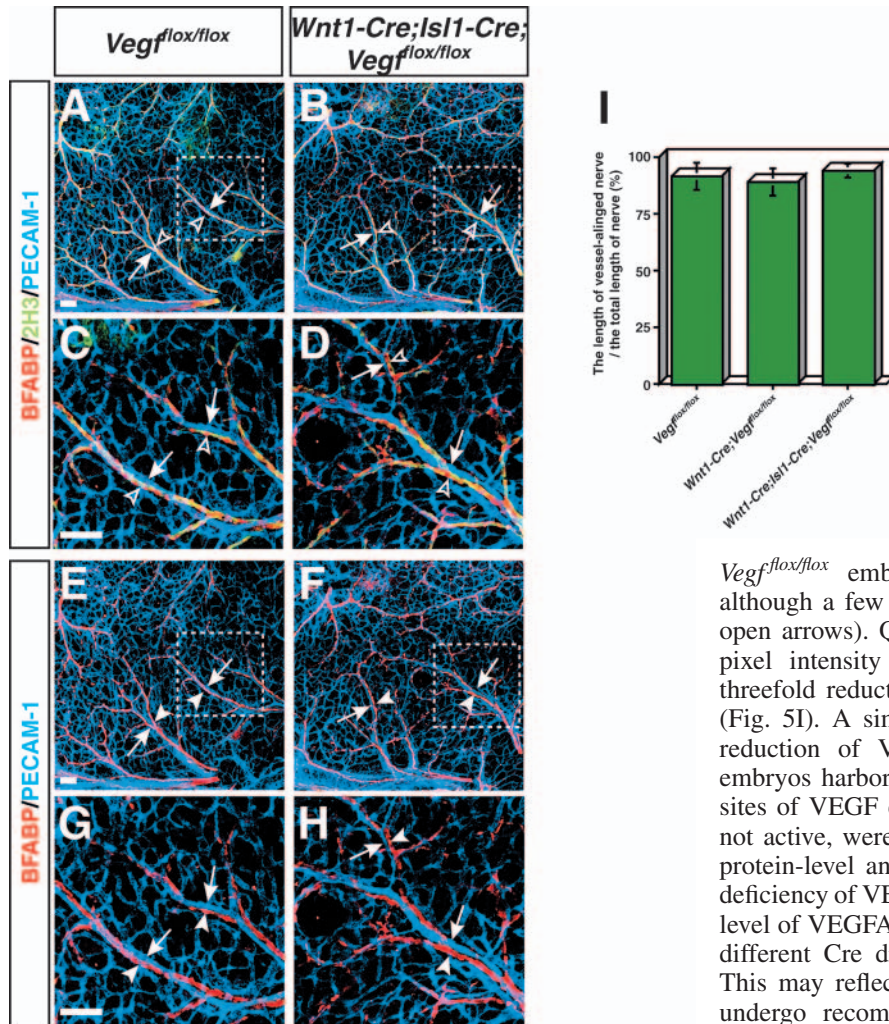 Vegf^flox/flox
Wnt1-Cre;Isl1-Cre;
Vegf^flox/flox
BFABP/2H3/PECAM-1
A
B
C
D
BFABP/PECAM-1
E
F
G
H
I
The length of vessel-alinged nerve
/ the total length of nerve (%)
100
75
50
25
0
Vegf^flox/flox
Wnt1-Cre;Vegf^flox/flox
Wnt1-Cre;Isl1-Cre;Vegf^flox/flox
Vegf^flox/flox emb
although a few
open arrows). Q
pixel intensity
threefold reduct
(Fig. 5I). A sin
reduction of V
embryos harbor
sites of VEGF
not active, were
protein-level an
deficiency of VE
level of VEGFA
different Cre d
This may reflec
undergo recom